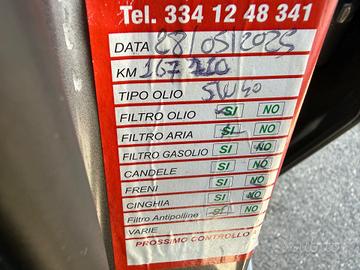 Tel. 334 12 48 341
DATA 28/05/2025
KM 167 210
TIPO OLIO 5W40
FILTRO OLIO SI NO
FILTRO ARIA SI NO
FILTRO GASOLIO SI NO
CANDELE SI NO
FRENI SI NO
CINGHIA SI NO
Filtro Antipolline SI NO
VARIE
PROSSIMO CONTROLLO